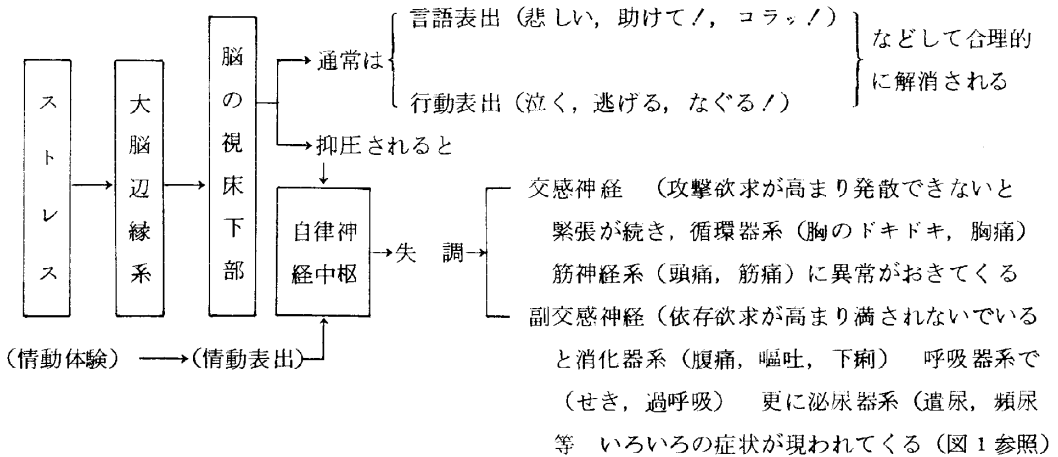 ストレス
大脳辺縁系
脳の視床下部
通常は
言語表出（悲しい，助けて！，コラッ！）
行動表出（泣く，逃げる，なぐる！）
などして合理的
に解消される
抑圧されると
自律神
経中枢
失　調
交感神経　（攻撃欲求が高まり発散できないと
緊張が続き，循環器系（胸のドキドキ，胸痛）
筋神経系（頭痛，筋痛）に異常がおきてくる
副交感神経（依存欲求が高まり満されないでいる
と消化器系（腹痛，嘔吐，下痢）　呼吸器系で
（せき，過呼吸）　更に泌尿器系（遺尿，頻尿
等　いろいろの症状が現われてくる（図1参照）
（情動体験）　→（情動表出）